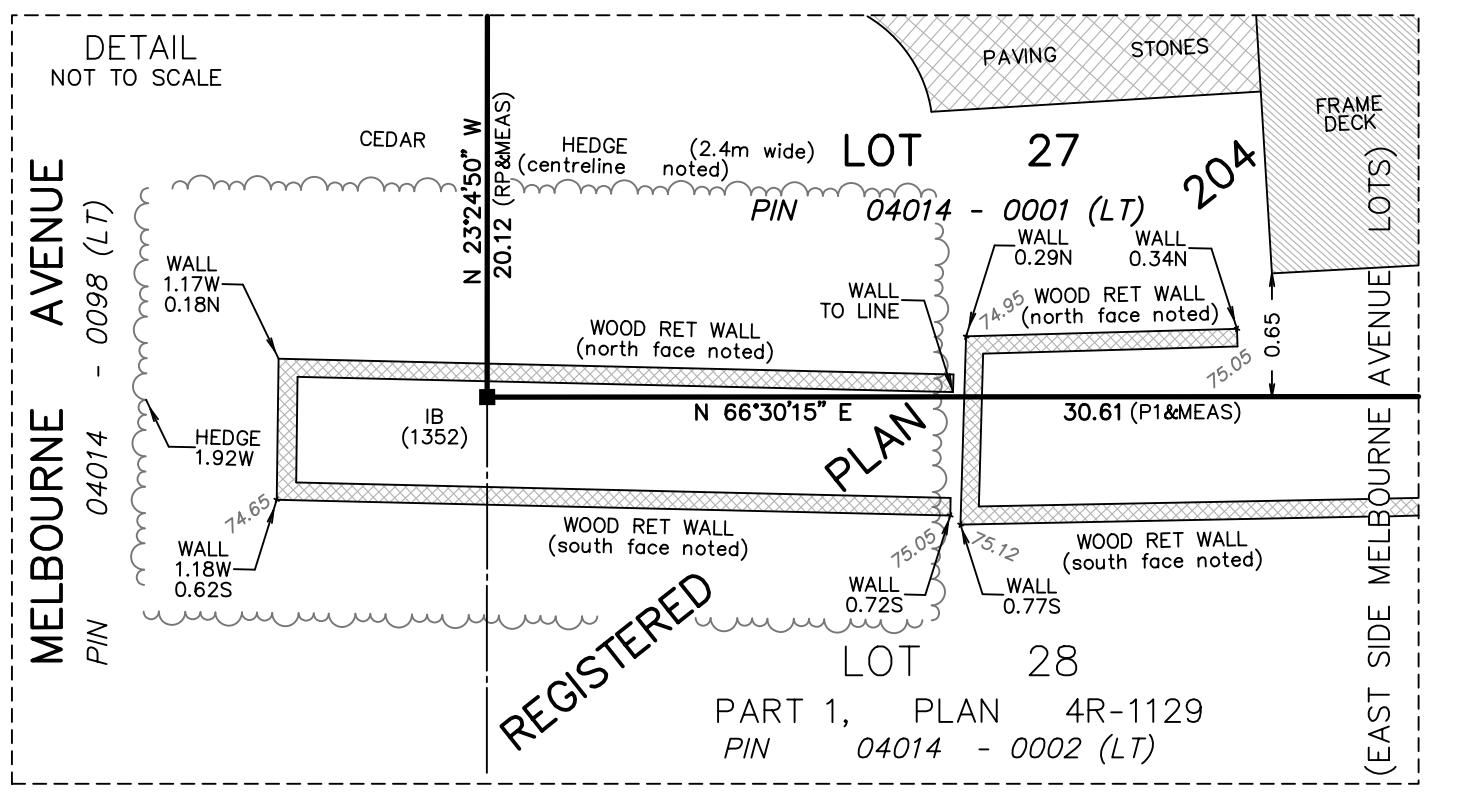 DETAIL
NOT TO SCALE
PAVING STONES
FRAME
DECK
CEDAR HEDGE (2.4m wide)
(centreline noted)
LOT 27
204
PIN 04014 - 0001 (LT)
N 23°24'50" W
20.12 (RP&MEAS)
MELBOURNE AVENUE
PIN 04014 - 0098 (LT)
WALL
1.17W
0.18N
WALL
TO LINE
WALL
0.29N
WALL
0.34N
74.95
WOOD RET WALL
(north face noted)
WOOD RET WALL
(north face noted)
0.65
75.05
IB
(1352)
N 66°30'15" E
30.61 (P1&MEAS)
HEDGE
1.92W
PLAN
74.65
WALL
1.18W
0.62S
WOOD RET WALL
(south face noted)
75.05
75.12
WOOD RET WALL
(south face noted)
WALL
0.72S
WALL
0.77S
REGISTERED
LOT 28
PART 1, PLAN 4R-1129
PIN 04014 - 0002 (LT)
(EAST SIDE MELBOURNE AVENUE LOTS)